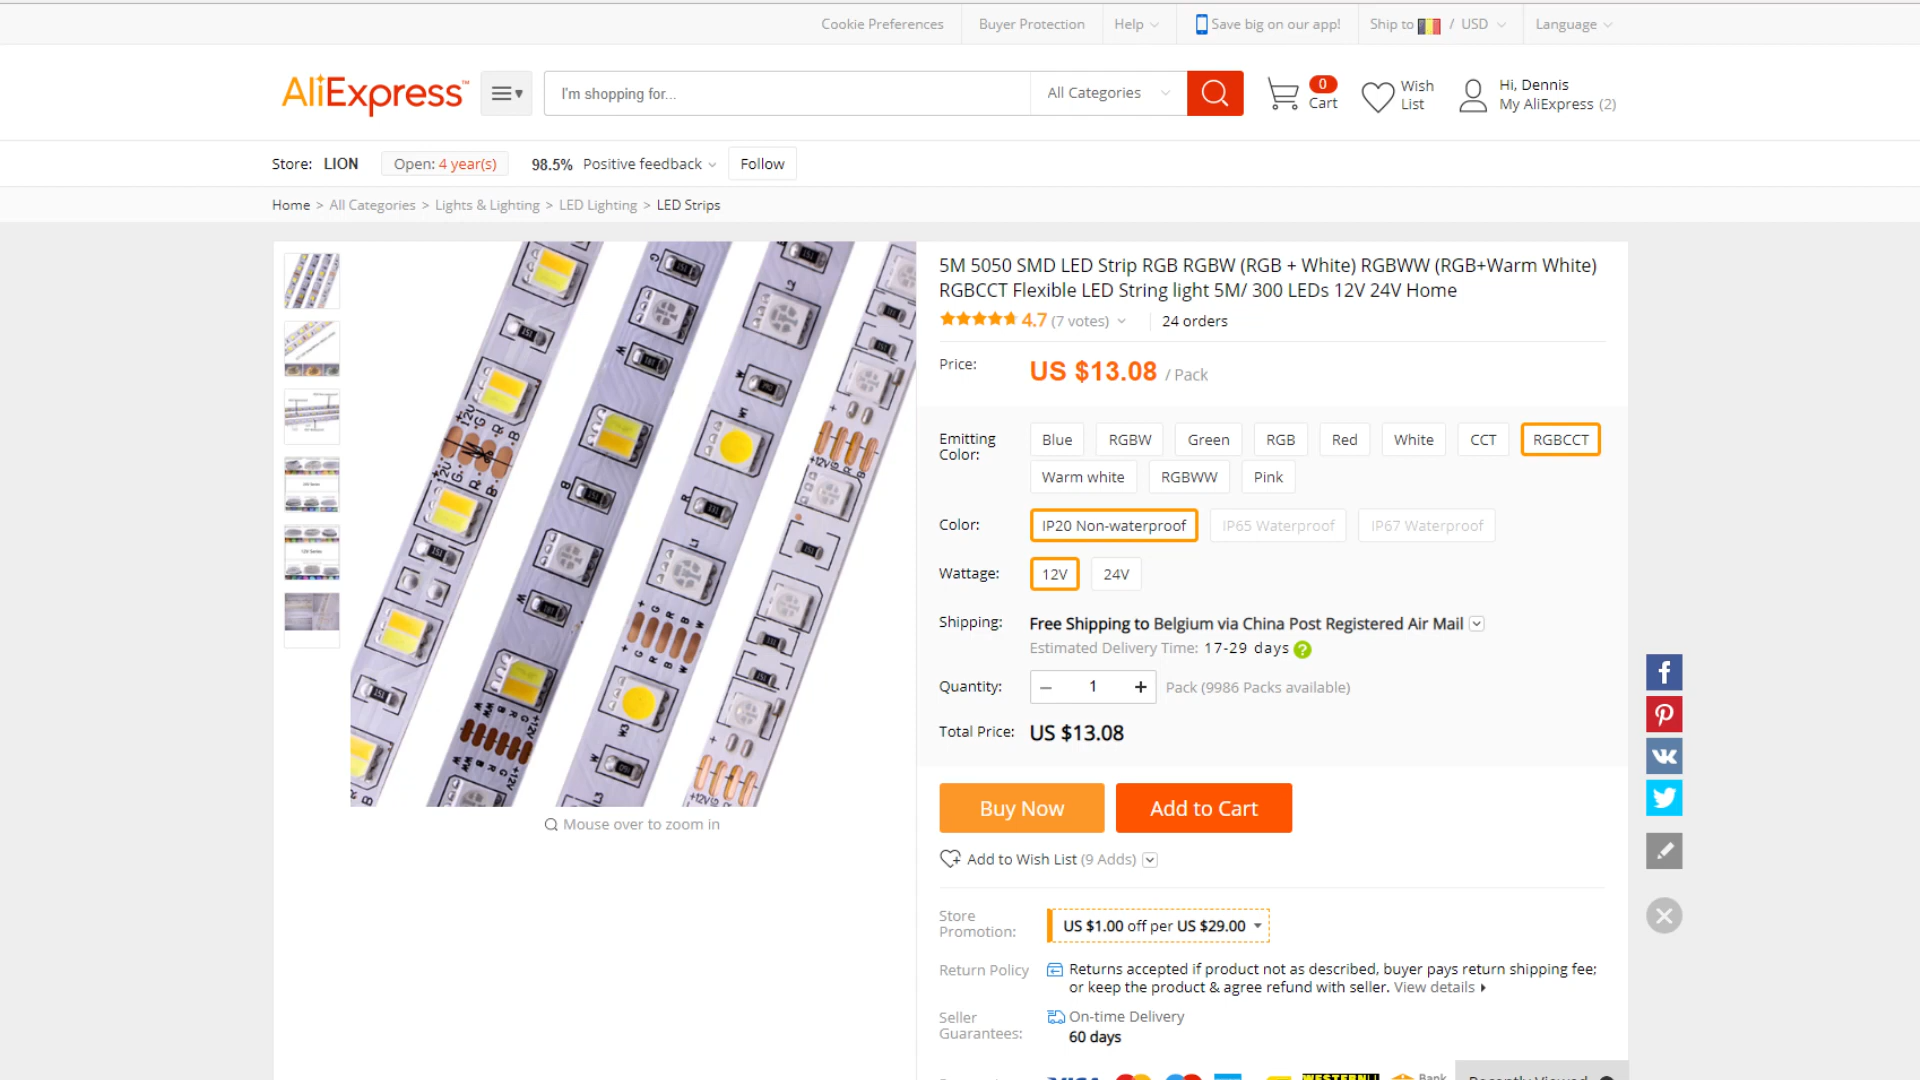 Cookie Preferences
Buyer Protection
Help
Save big on our app!
Ship to / USD
Language
AliExpress™
I'm shopping for...
All Categories
0
Cart
Wish List
Hi, Dennis
My AliExpress (2)
Store: LION
Open: 4 year(s)
98.5% Positive feedback
Follow
Home > All Categories > Lights & Lighting > LED Lighting > LED Strips
5M 5050 SMD LED Strip RGB RGBW (RGB + White) RGBWW (RGB+Warm White)
RGBCCT Flexible LED String light 5M/ 300 LEDs 12V 24V Home
4.7 (7 votes) 24 orders
Price: US $13.08 / Pack
Emitting Color: Blue RGBW Green RGB Red White CCT RGBCCT
Warm white RGBWW Pink
Color: IP20 Non-waterproof IP65 Waterproof IP67 Waterproof
Wattage: 12V 24V
Shipping: Free Shipping to Belgium via China Post Registered Air Mail
Estimated Delivery Time: 17-29 days ?
Quantity: − 1 + Pack (9986 Packs available)
Total Price: US $13.08
Mouse over to zoom in
Buy Now
Add to Cart
Add to Wish List (9 Adds)
Store Promotion: US $1.00 off per US $29.00
Return Policy Returns accepted if product not as described, buyer pays return shipping fee;
or keep the product & agree refund with seller. View details
Seller Guarantees: On-time Delivery
60 days